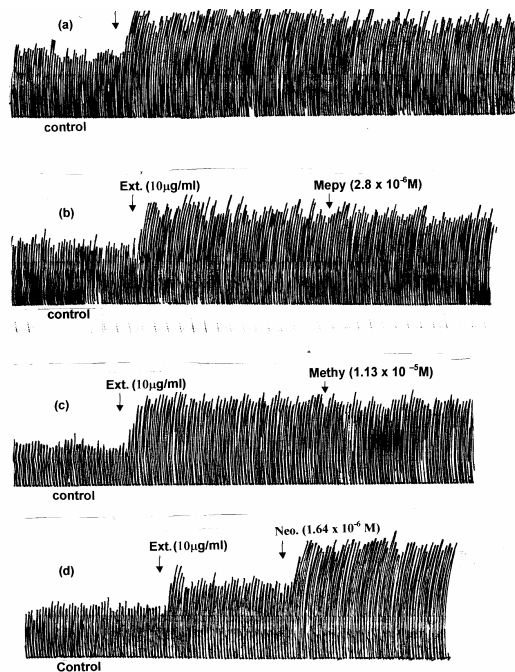 (a)
control
Ext. (10µg/ml) Mepy (2.8 x 10⁻⁶M)
(b)
control
Methy (1.13 x 10 ⁻⁵M)
Ext. (10µg/ml)
(c)
control
Neo. (1.64 x 10⁻⁶ M)
Ext. (10µg/ml)
(d)
Control